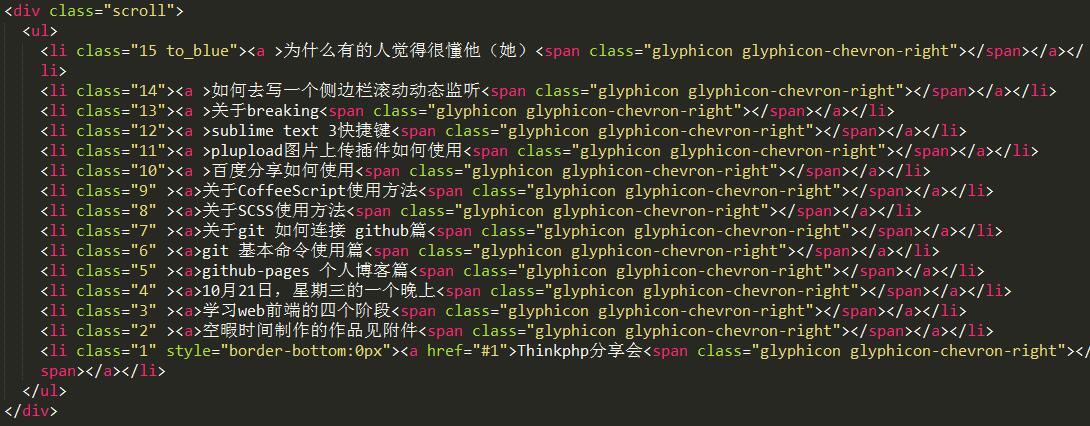 <div class="scroll">
<ul>
<li class="15 to_blue"><a >为什么有的人觉得很懂他（她）<span class="glyphicon glyphicon-chevron-right"></span></a></
li>
<li class="14"><a >如何去写一个侧边栏滚动动态监听<span class="glyphicon glyphicon-chevron-right"></span></a></li>
<li class="13"><a >关于breaking<span class="glyphicon glyphicon-chevron-right"></span></a></li>
<li class="12"><a >sublime text 3快捷键<span class="glyphicon glyphicon-chevron-right"></span></a></li>
<li class="11"><a >plupload图片上传插件如何使用<span class="glyphicon glyphicon-chevron-right"></span></a></li>
<li class="10"><a >百度分享如何使用<span class="glyphicon glyphicon-chevron-right"></span></a></li>
<li class="9" ><a>关于CoffeeScript使用方法<span class="glyphicon glyphicon-chevron-right"></span></a></li>
<li class="8" ><a>关于SCSS使用方法<span class="glyphicon glyphicon-chevron-right"></span></a></li>
<li class="7" ><a>关于git 如何连接 github篇<span class="glyphicon glyphicon-chevron-right"></span></a></li>
<li class="6" ><a>git 基本命令使用篇<span class="glyphicon glyphicon-chevron-right"></span></a></li>
<li class="5" ><a>github-pages 个人博客篇<span class="glyphicon glyphicon-chevron-right"></span></a></li>
<li class="4" ><a>10月21日，星期三的一个晚上<span class="glyphicon glyphicon-chevron-right"></span></a></li>
<li class="3" ><a>学习web前端的四个阶段<span class="glyphicon glyphicon-chevron-right"></span></a></li>
<li class="2" ><a>空暇时间制作的作品见附件<span class="glyphicon glyphicon-chevron-right"></span></a></li>
<li class="1" style="border-bottom:0px"><a href="#1">Thinkphp分享会<span class="glyphicon glyphicon-chevron-right"></
span></a></li>
</ul>
</div>